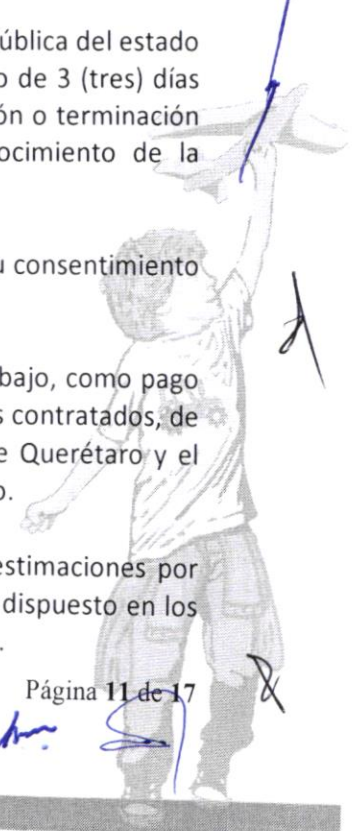 ública del estado
o de 3 (tres) días
ón o terminación
ocimiento de la
u consentimiento
bajo, como pago
s contratados, de
e Querétaro y el
o.
estimaciones por
dispuesto en los
.
Página 11 de 17